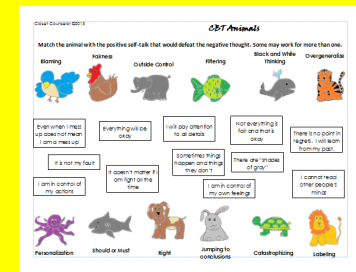 Closet Counselor ©2015
CBT Animals
Match the animal with the positive self-talk that would defeat the negative thought. Some may work for more than one.
Blaming
Fairness
Outside Control
Filtering
Black and White
Thinking
Overgeneralize
Even when I mess
up does not mean
I am a mess up
Everything will be
okay
I will pay attention
to all details
Not everything is
fair and that is
okay
There is no point in
regrets. I will learn
from my past.
It is not my fault
Sometimes things
happen and things
they don't
There are "shades
of gray"
I am in control of
my actions
It doesn't matter if I
am right all the
time
I am in control of
my own feelings
I cannot read
other people's
minds
Personalization
Should or Must
Right
Jumping to
conclusions
Catastrophizing
Labeling